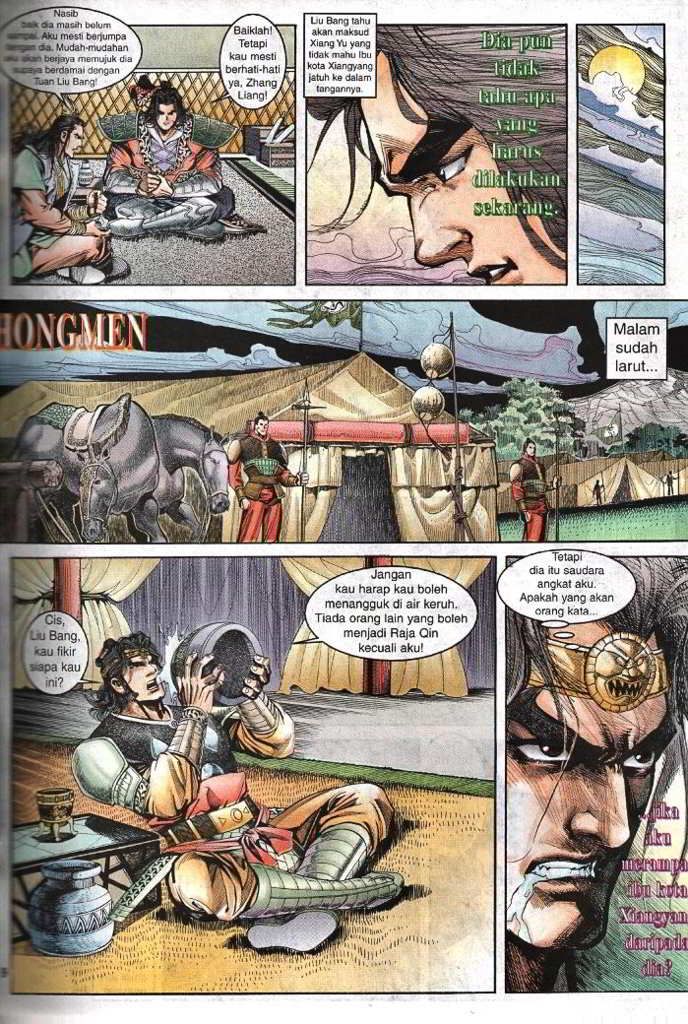 Nasib
baik dia masih belum
sampai. Aku mesti berjumpa
dengan dia. Mudah-mudahan
aku akan berjaya memujuk dia
supaya berdamai dengan
Tuan Liu Bang!
Baiklah!
Tetapi
kau mesti
berhati-hati
ya, Zhang
Liang!
Liu Bang tahu
akan maksud
Xiang Yu yang
tidak mahu Ibu
kota Xiangyang
jatuh ke dalam
tangannya.
Dia pun
tidak
tahu apa
yang
harus
dilakukan
sekarang.
HONGMEN
Malam
sudah
larut...
Cis,
Liu Bang,
kau fikir
siapa kau
ini?
Jangan
kau harap kau boleh
menangguk di air keruh.
Tiada orang lain yang boleh
menjadi Raja Qin
kecuali aku!
Tetapi
dia itu saudara
angkat aku.
Apakah yang akan
orang kata...
...jika
aku
merampa
ibu kota
Xiangyan
daripada
dia?